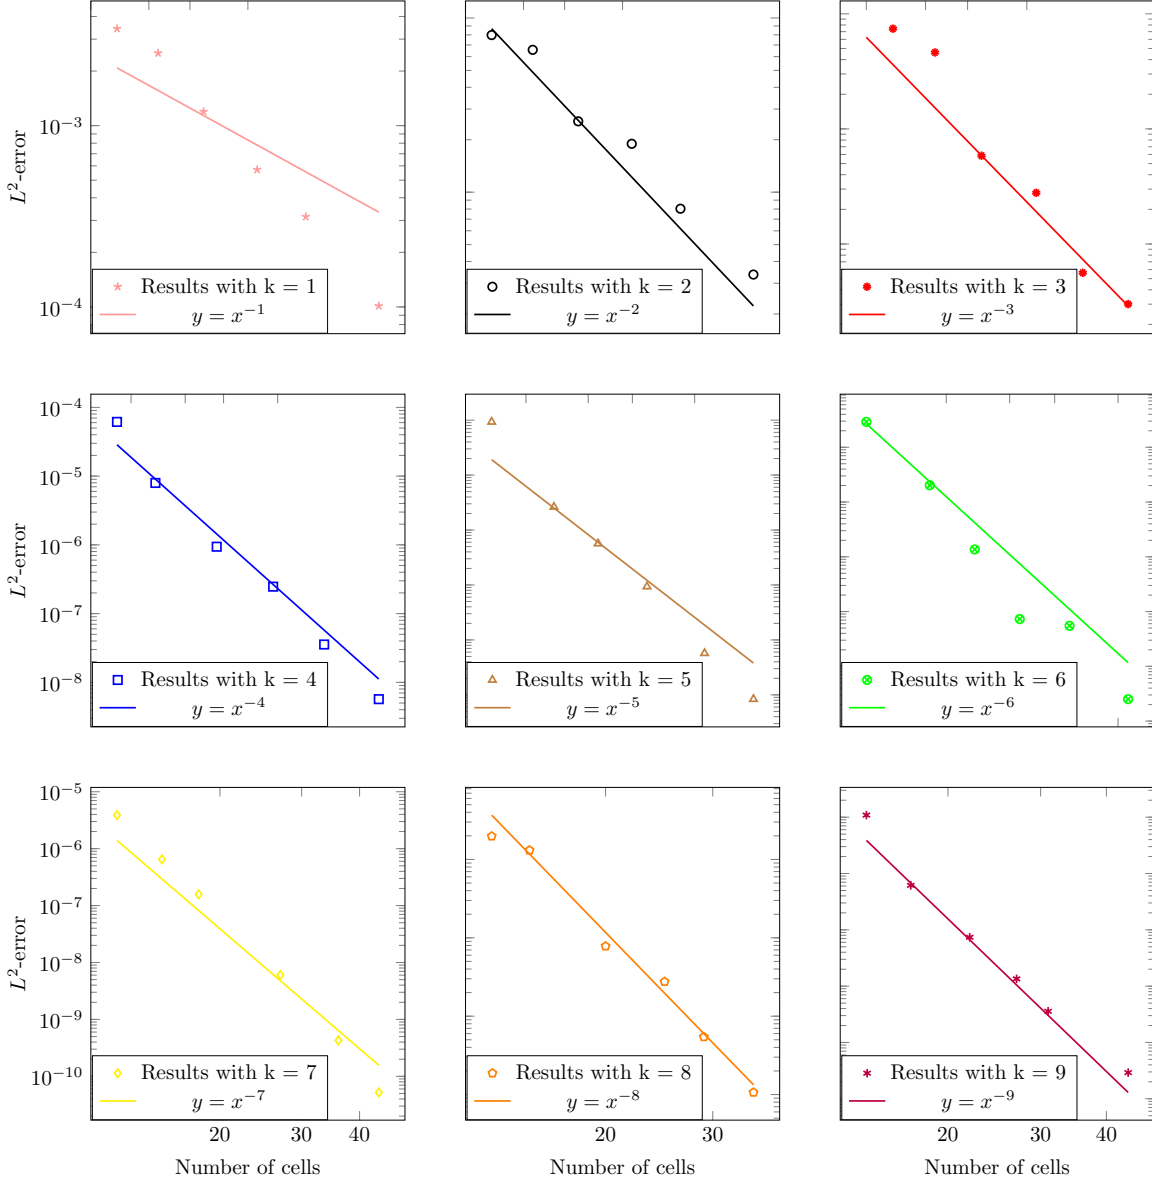 10⁻³
10⁻⁴
L²-error
Results with k = 1
y = x⁻¹
Results with k = 2
y = x⁻²
Results with k = 3
y = x⁻³
10⁻⁴
10⁻⁵
10⁻⁶
10⁻⁷
10⁻⁸
L²-error
Results with k = 4
y = x⁻⁴
Results with k = 5
y = x⁻⁵
Results with k = 6
y = x⁻⁶
10⁻⁵
10⁻⁶
10⁻⁷
10⁻⁸
10⁻⁹
10⁻¹⁰
L²-error
Results with k = 7
y = x⁻⁷
20 30 40
Number of cells
Results with k = 8
y = x⁻⁸
20 30
Number of cells
Results with k = 9
y = x⁻⁹
20 30 40
Number of cells